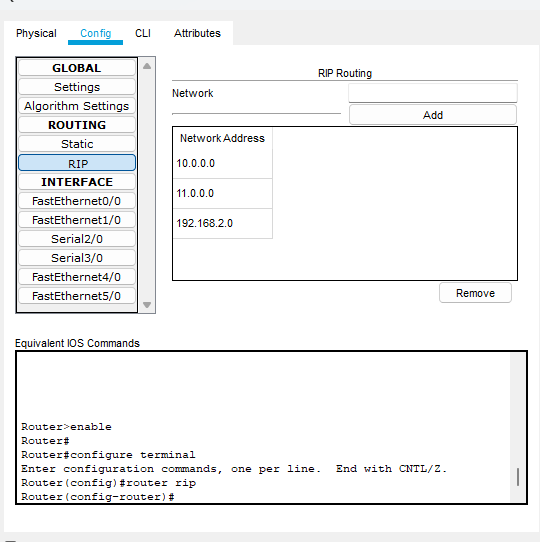 Physical Config CLI Attributes
GLOBAL
Settings
Algorithm Settings
ROUTING
Static
RIP
INTERFACE
FastEthernet0/0
FastEthernet1/0
Serial2/0
Serial3/0
FastEthernet4/0
FastEthernet5/0
RIP Routing
Network
Add
Network Address
10.0.0.0
11.0.0.0
192.168.2.0
Remove
Equivalent IOS Commands
Router>enable
Router#
Router#configure terminal
Enter configuration commands, one per line.  End with CNTL/Z.
Router(config)#router rip
Router(config-router)#